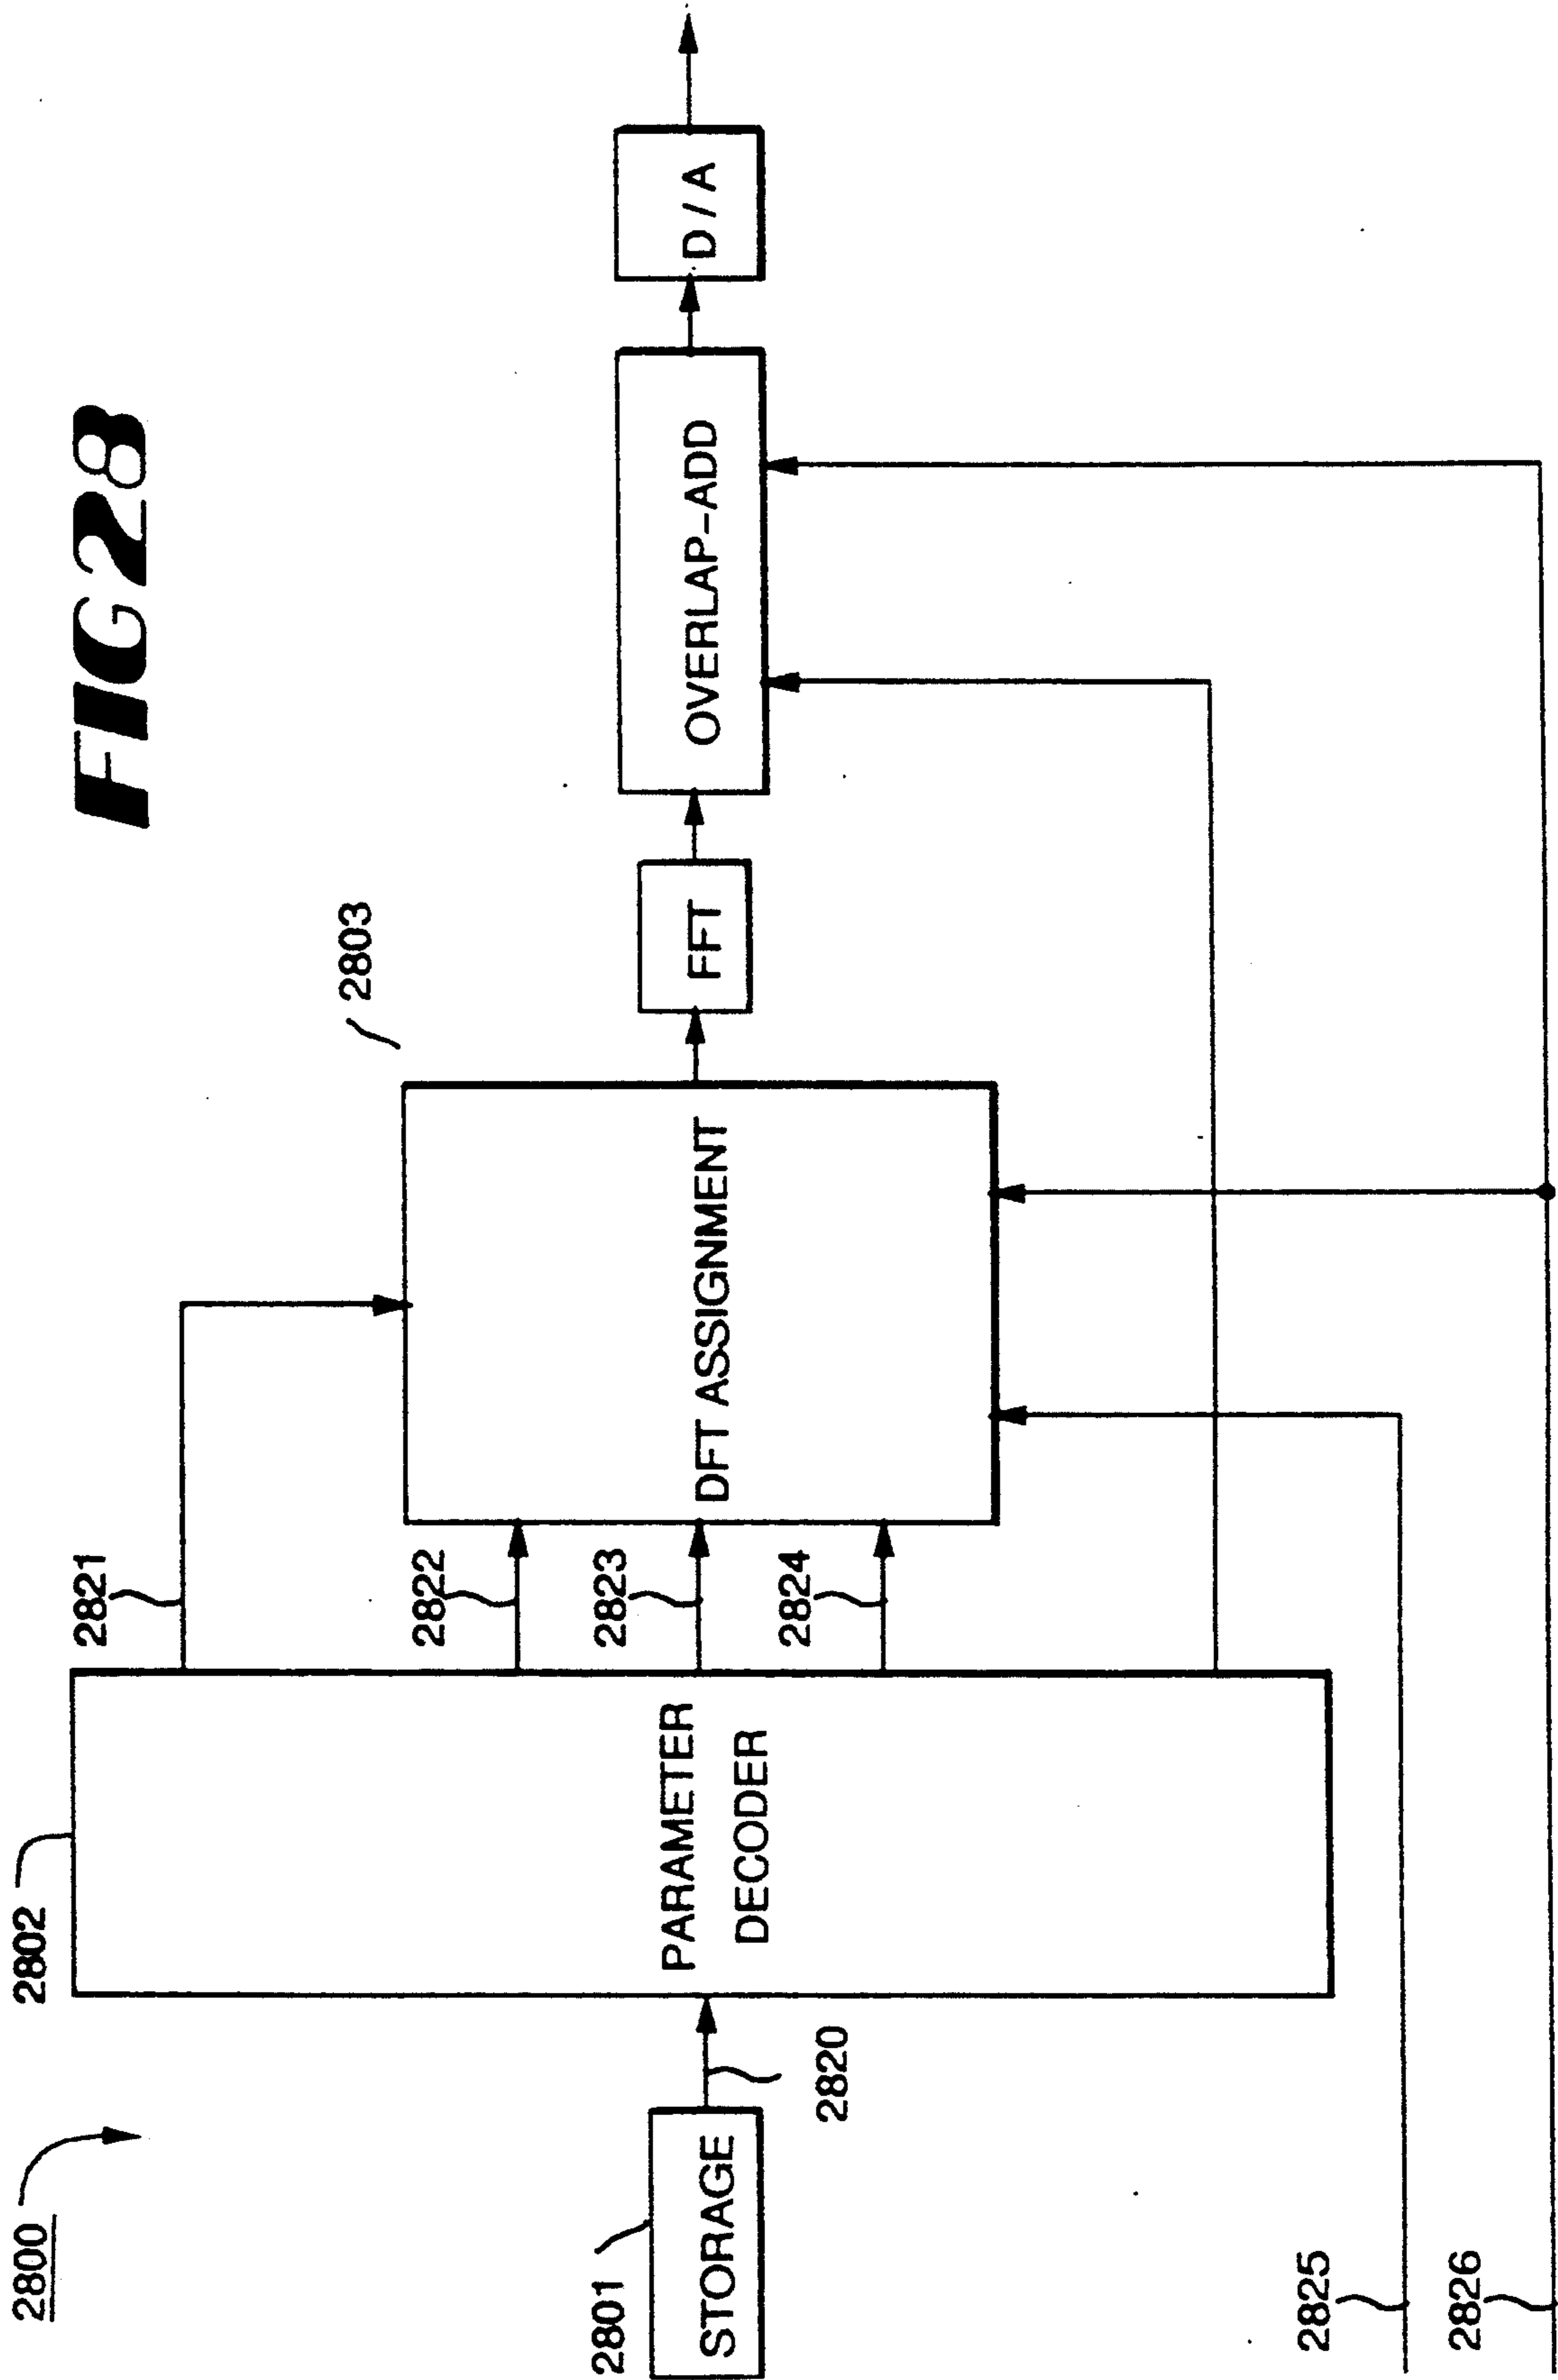 FIG 28
2800
2801
STORAGE
2820
2802
PARAMETER
DECODER
2821
2822
2823
2824
2803
DFT ASSIGNMENT
FFT
OVERLAP-ADD
D / A
2825
2826